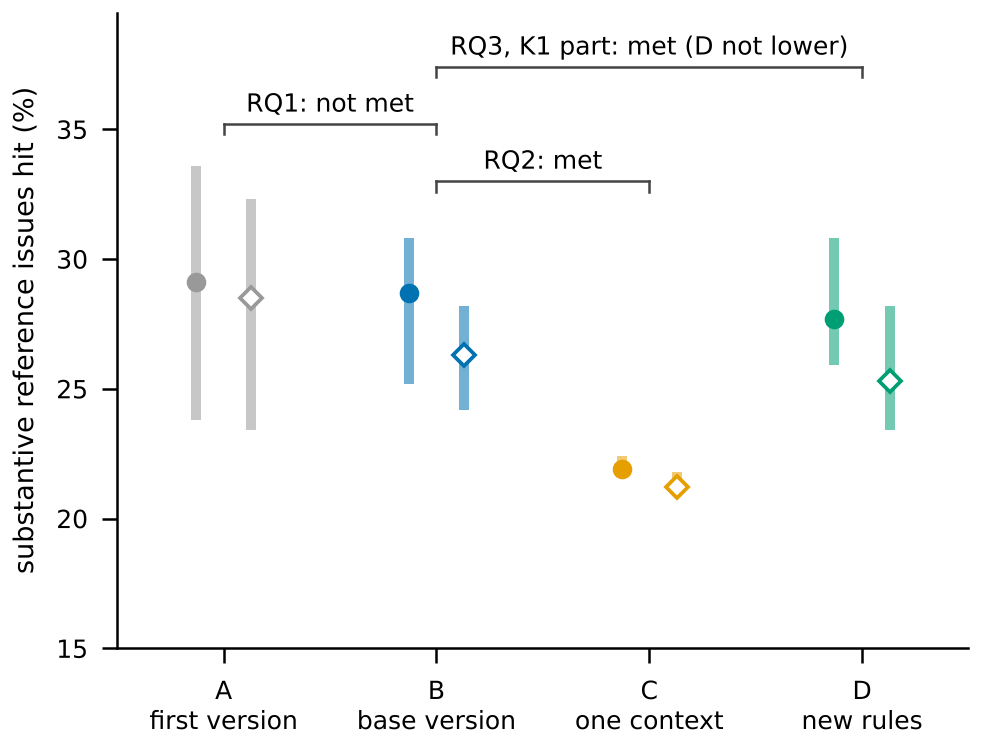 RQ3, K1 part: met (D not lower)
RQ1: not met
RQ2: met
substantive reference issues hit (%)
35
30
25
20
15
A
first version
B
base version
C
one context
D
new rules